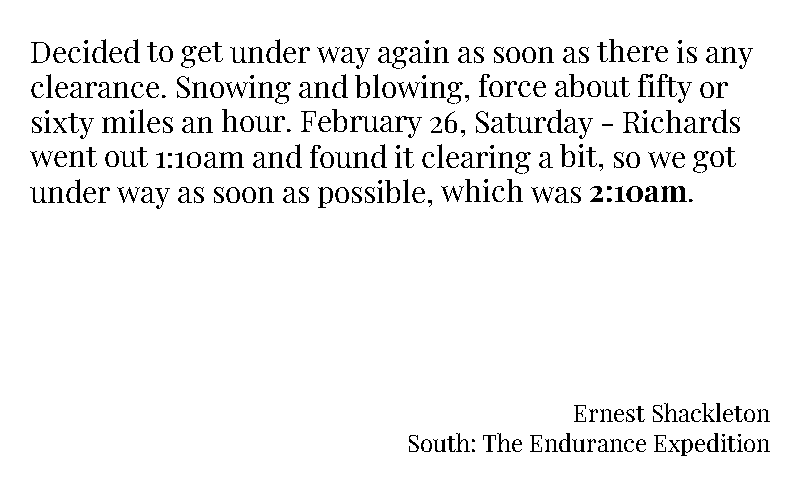 Decided to get under way again as soon as there is any
clearance. Snowing and blowing, force about fifty or
sixty miles an hour. February 26, Saturday – Richards
went out 1:10am and found it clearing a bit, so we got
under way as soon as possible, which was 2:10am.
Ernest Shackleton
South: The Endurance Expedition